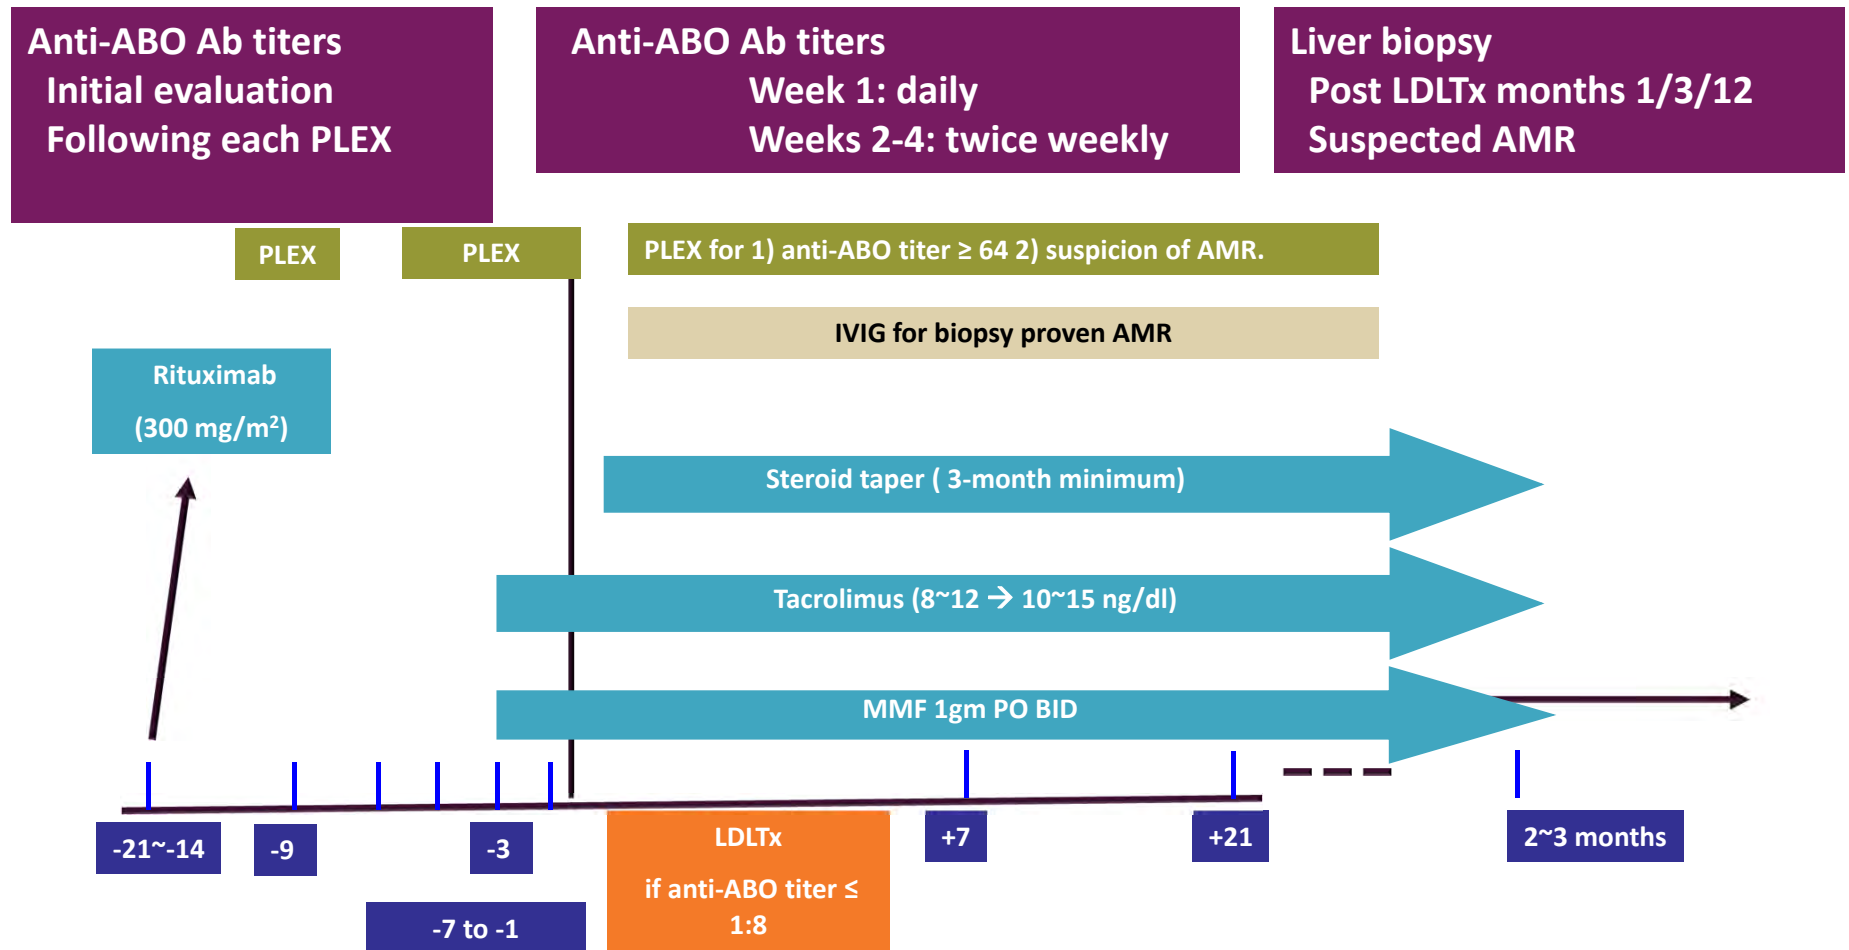 Anti-ABO Ab titers
Initial evaluation
Following each PLEX
Anti-ABO Ab titers
Week 1: daily
Weeks 2-4: twice weekly
Liver biopsy
Post LDLTx months 1/3/12
Suspected AMR
PLEX
PLEX
PLEX for 1) anti-ABO titer ≥ 64 2) suspicion of AMR.
IVIG for biopsy proven AMR
Rituximab
(300 mg/m²)
Steroid taper ( 3-month minimum)
Tacrolimus (8~12 → 10~15 ng/dl)
MMF 1gm PO BID
-21~-14
-9
-3
-7 to -1
LDLTx
if anti-ABO titer ≤
1:8
+7
+21
2~3 months